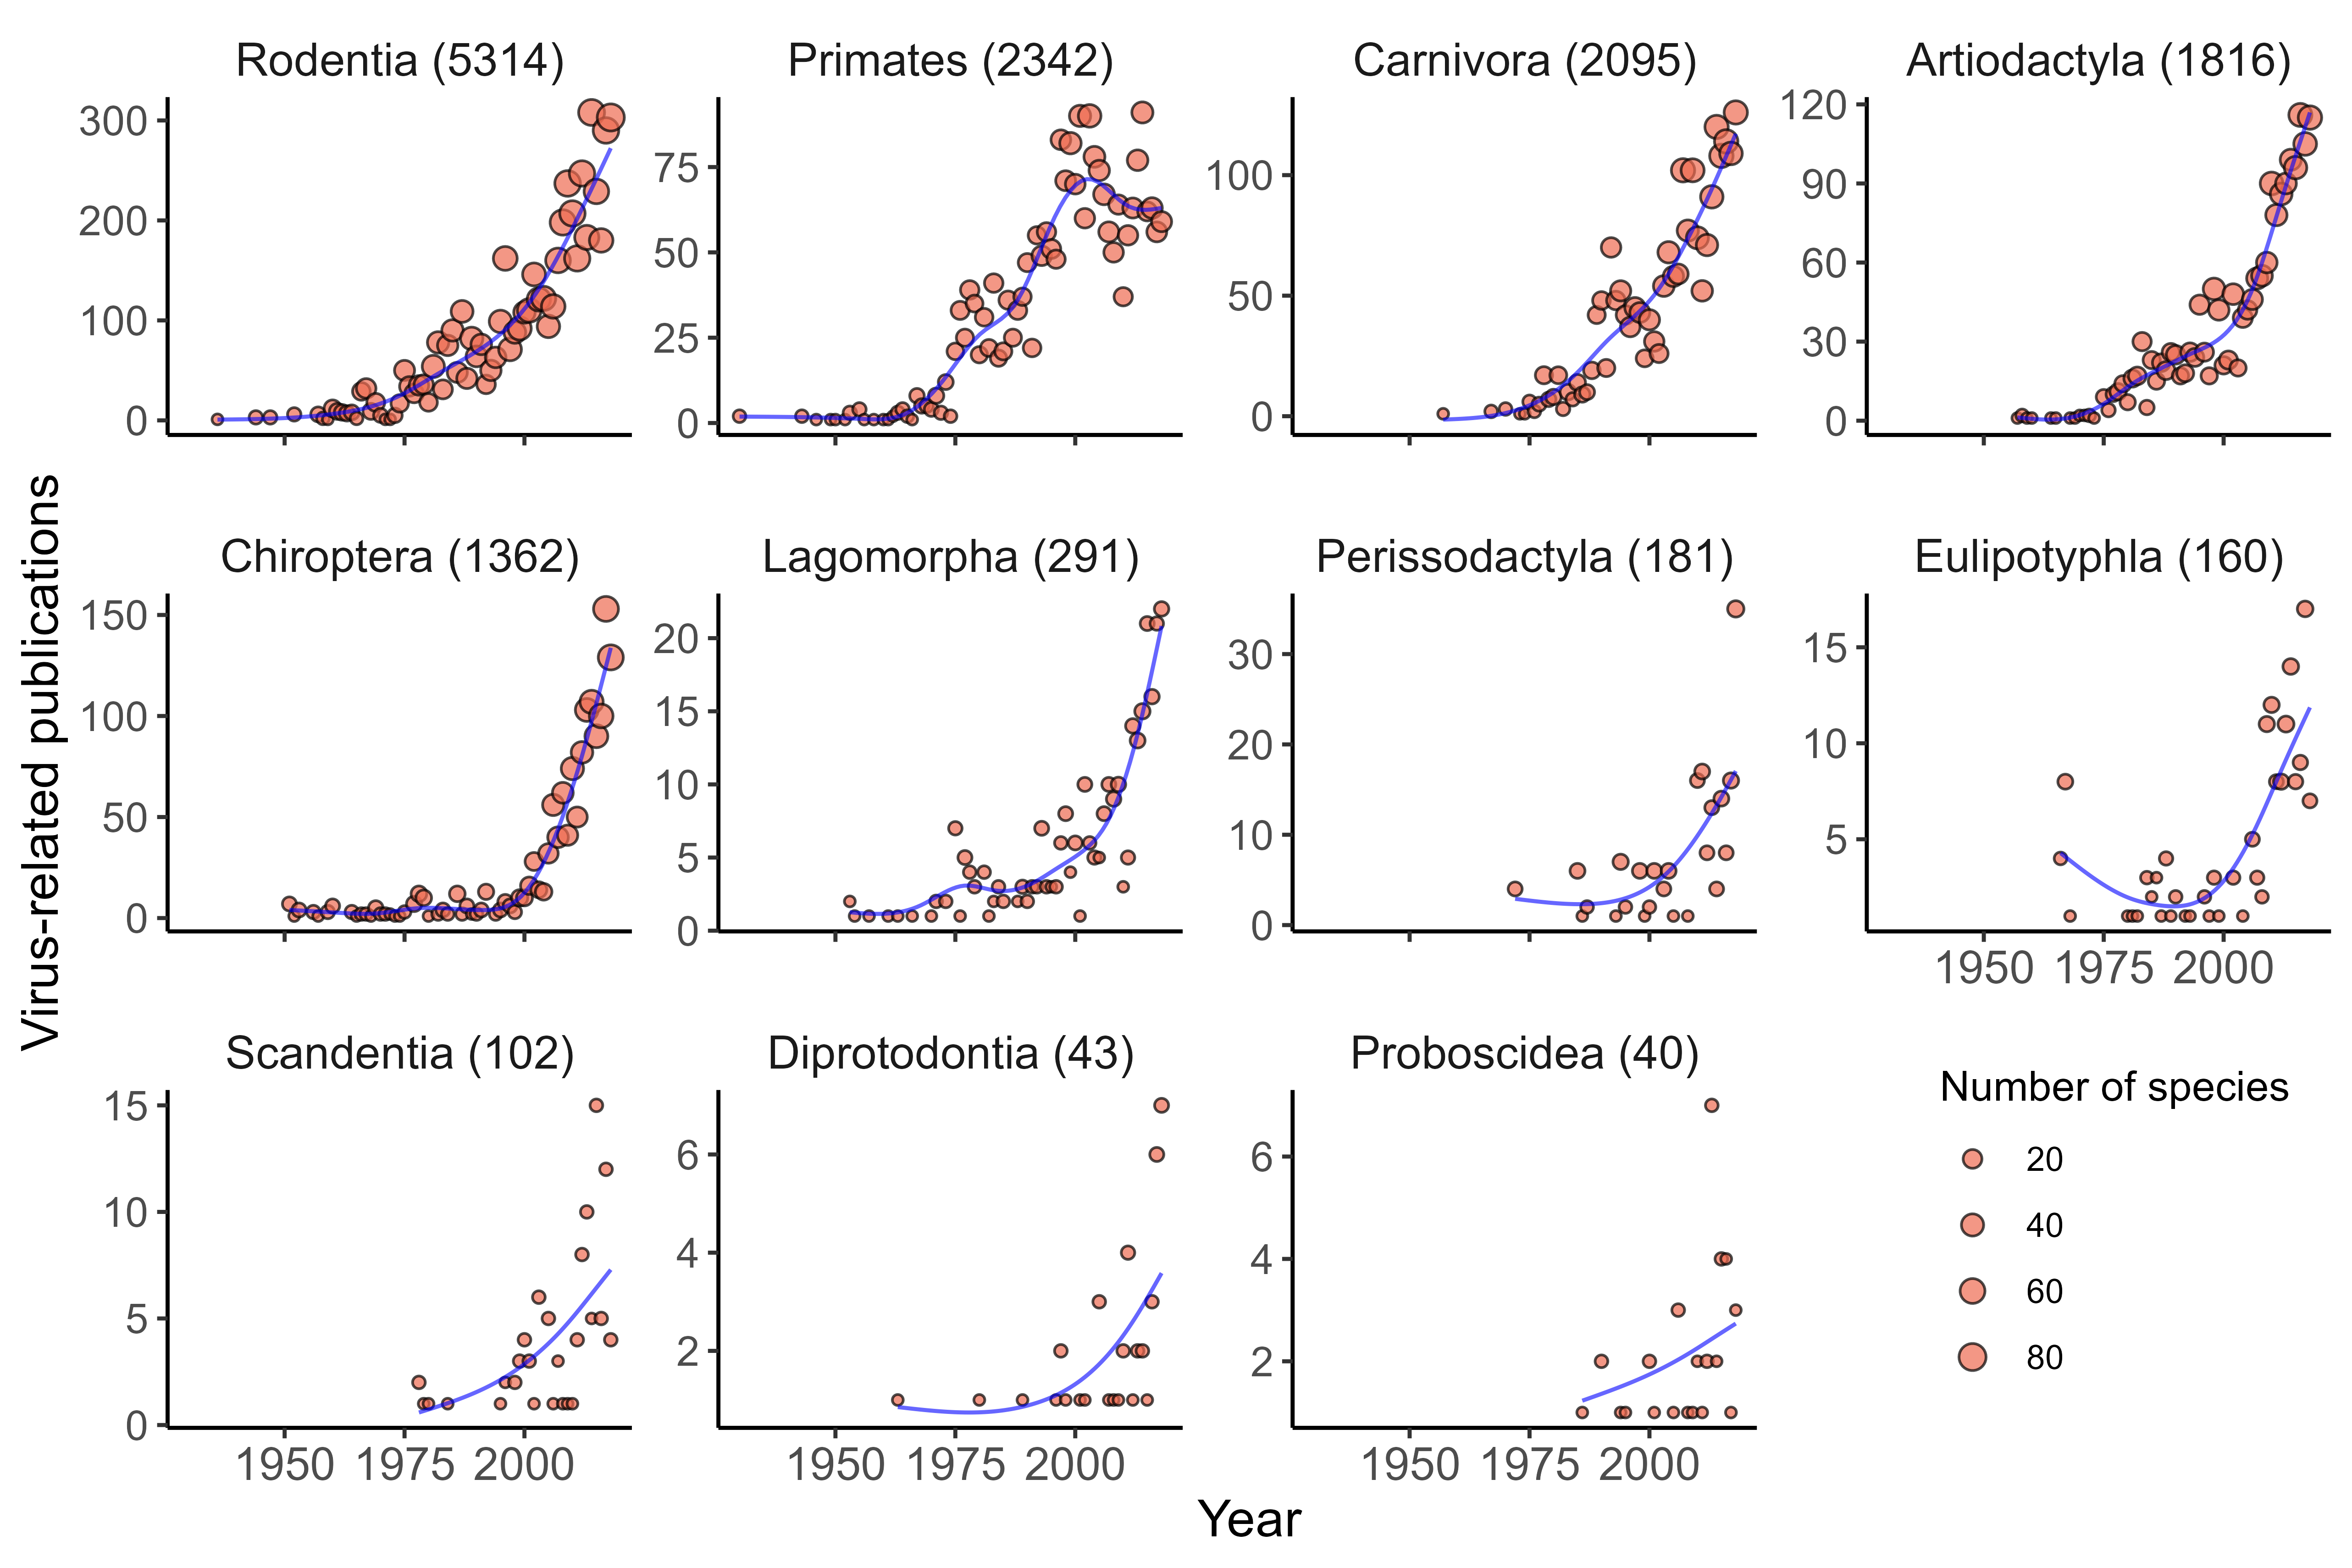 Rodentia (5314)
300
200
100
0
Primates (2342)
75
50
25
0
Carnivora (2095)
100
50
0
Artiodactyla (1816)
120
90
60
30
0
Virus-related publications
Chiroptera (1362)
150
100
50
0
Lagomorpha (291)
20
15
10
5
0
Perissodactyla (181)
30
20
10
0
Eulipotyphla (160)
15
10
5
1950 1975 2000
Scandentia (102)
15
10
5
0
1950 1975 2000
Diprotodontia (43)
6
4
2
1950 1975 2000
Proboscidea (40)
6
4
2
1950 1975 2000
Number of species
20
40
60
80
Year